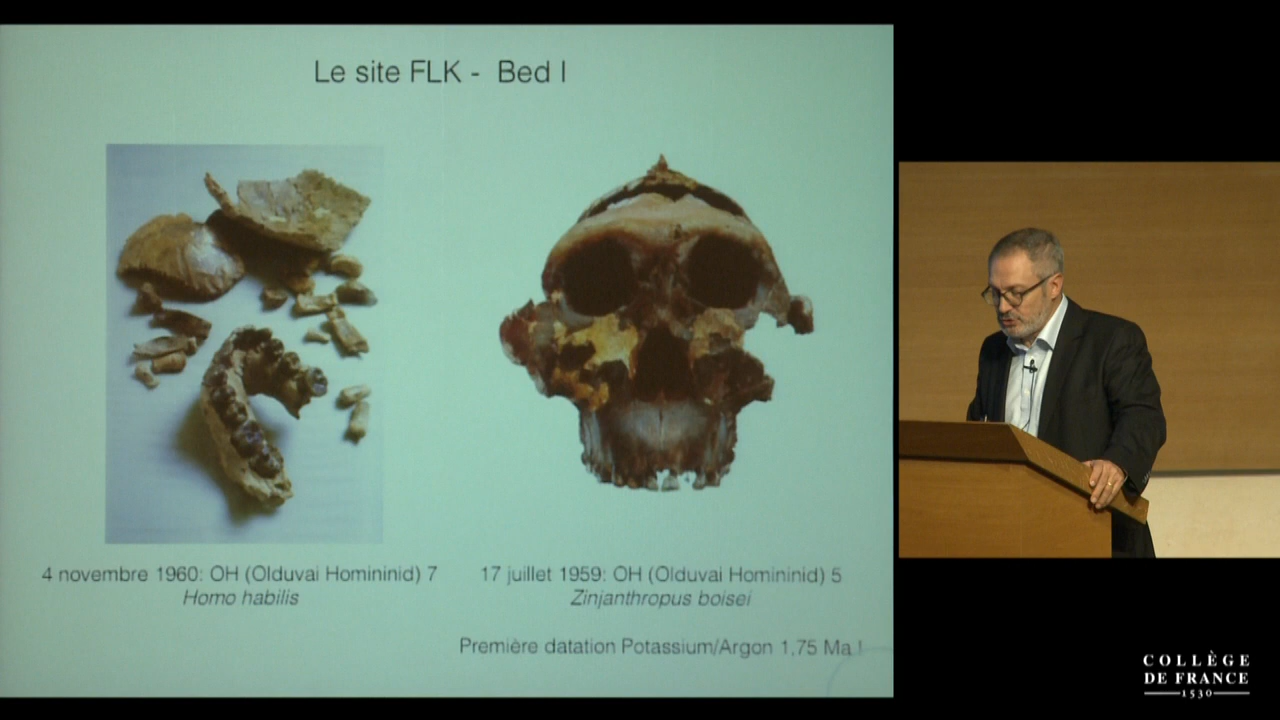 Le site FLK - Bed I
4 novembre 1960: OH (Olduvai Homininid) 7
Homo habilis
17 juillet 1959: OH (Olduvai Homininid) 5
Zinjanthropus boisei
Première datation Potassium/Argon 1,75 Ma !
COLLÈGE
DE FRANCE
1530